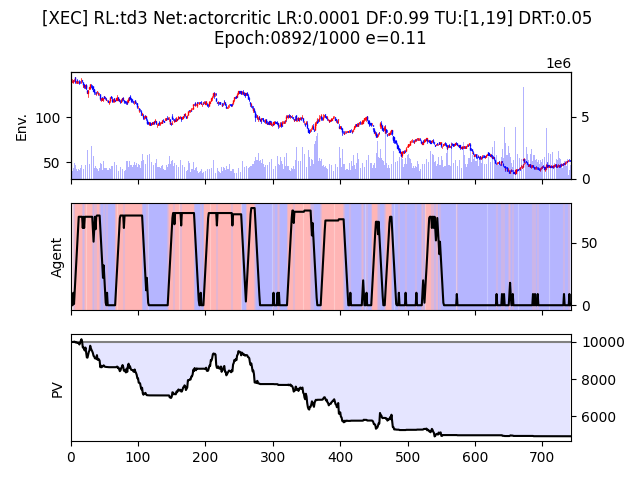 [XEC] RL:td3 Net:actorcritic LR:0.0001 DF:0.99 TU:[1,19] DRT:0.05
Epoch:0892/1000 e=0.11
1e6
Env.
100
50
5
0
Agent
50
0
PV
10000
8000
6000
0 100 200 300 400 500 600 700